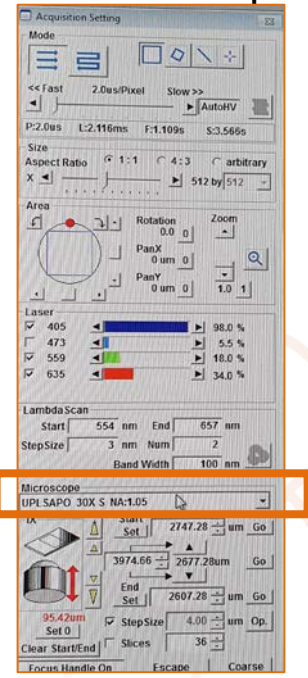 Acquisition Setting
Mode
<< Fast 2.0us/Pixel Slow >>
AutoHV
P:2.0us L:2.116ms F:1.109s S:3.566s
Size
Aspect Ratio 1:1 4:3 arbitrary
X 512 by 512
Area
Rotation Zoom
0.0 0
PanX
0 um 0
PanY
0 um 0 1.0 1
Laser
405 98.0 %
473 5.5 %
559 18.0 %
635 34.0 %
LambdaScan
Start 554 nm End 657 nm
StepSize 3 nm Num 2
Band Width 100 nm
Microscope
UPLSAPO 30X S NA:1.05
IX Start
Set 2747.28 um Go
3974.66 2677.28um Go
End
Set 2607.28 um Go
95.42um StepSize 4.00 um Op.
Set 0
Slices 36
Clear Start/End
Focus Handle On Escape Coarse